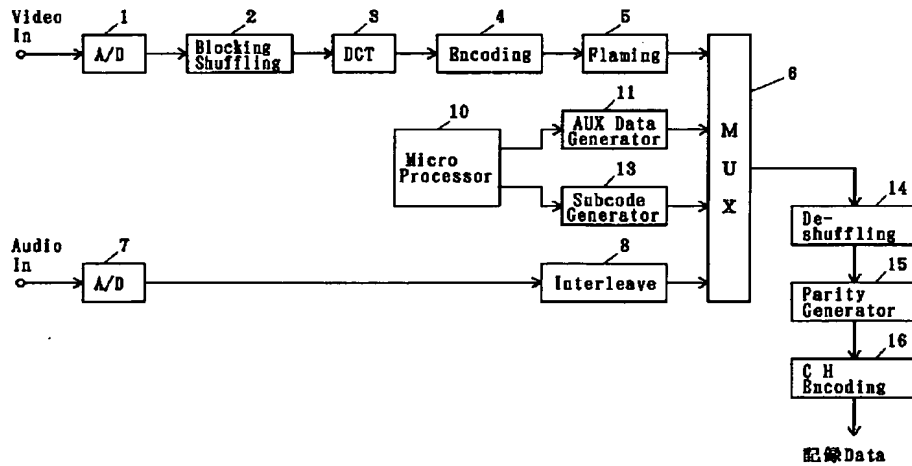 Video
In
1
A/D
2
Blocking
Shuffling
3
DCT
4
Encoding
5
Flaming
6
M
U
X
10
Micro
Processor
11
AUX Data
Generator
13
Subcode
Generator
Audio
In
7
A/D
8
Interleave
14
De-
shuffling
15
Parity
Generator
16
C H
Encoding
記録Data